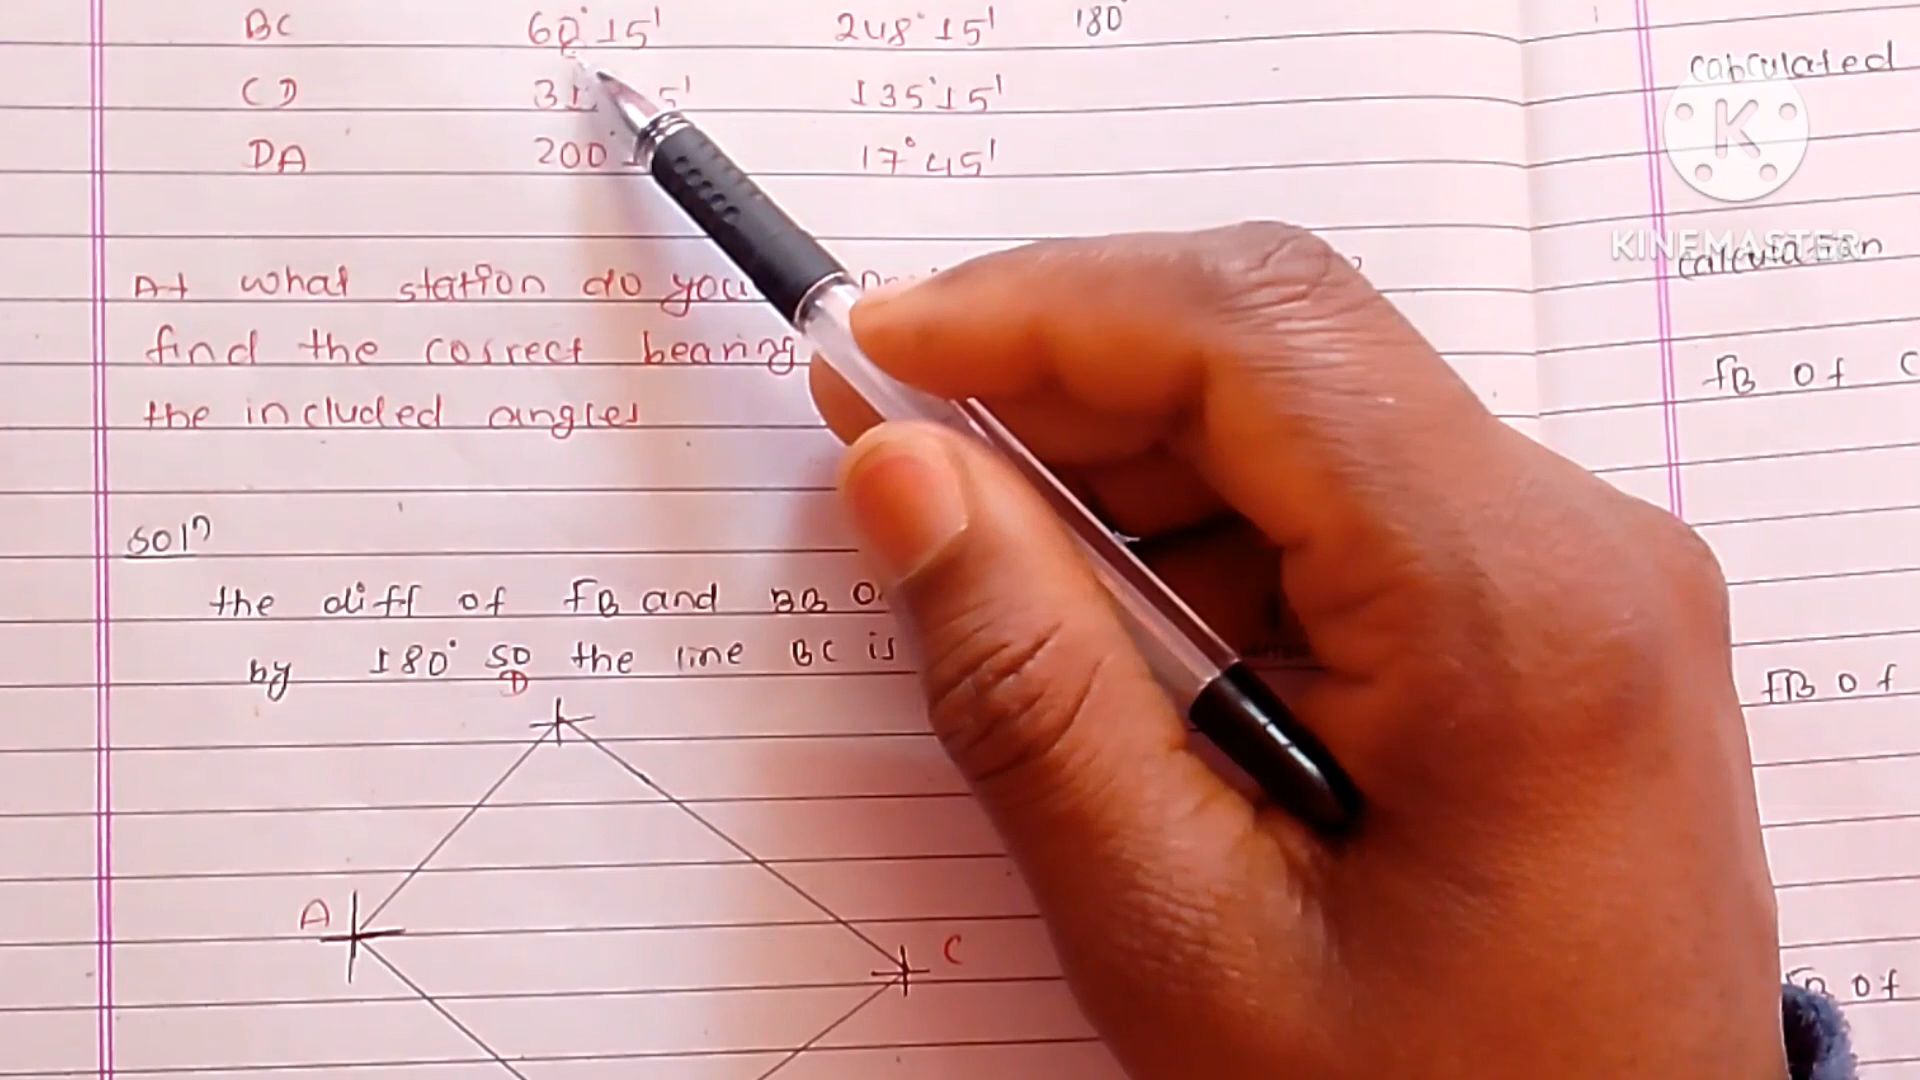 BC 60°15' 248°15' 180°
CD 135°15'
DA 200° 17°45'
At what station do you
find the correct bearing
the included angles
Sol?
the diff of FB and BB
by 180° so the line BC is
D
A
C
calculated
calculation
FB of C
FB of
of
K
KINEMASTER